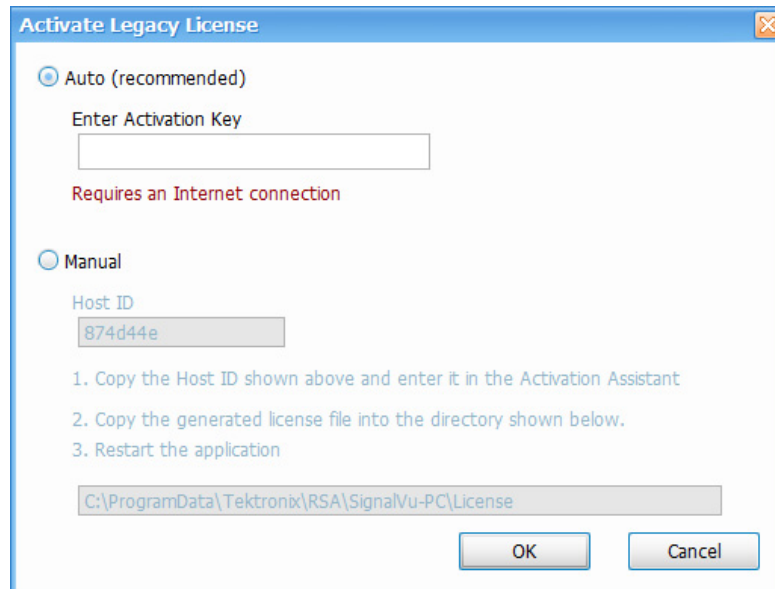 Activate Legacy License
Auto (recommended)
Enter Activation Key
Requires an Internet connection
Manual
Host ID
874d44e
1. Copy the Host ID shown above and enter it in the Activation Assistant
2. Copy the generated license file into the directory shown below.
3. Restart the application
C:\ProgramData\Tektronix\RSA\SignalVu-PC\License
OK
Cancel